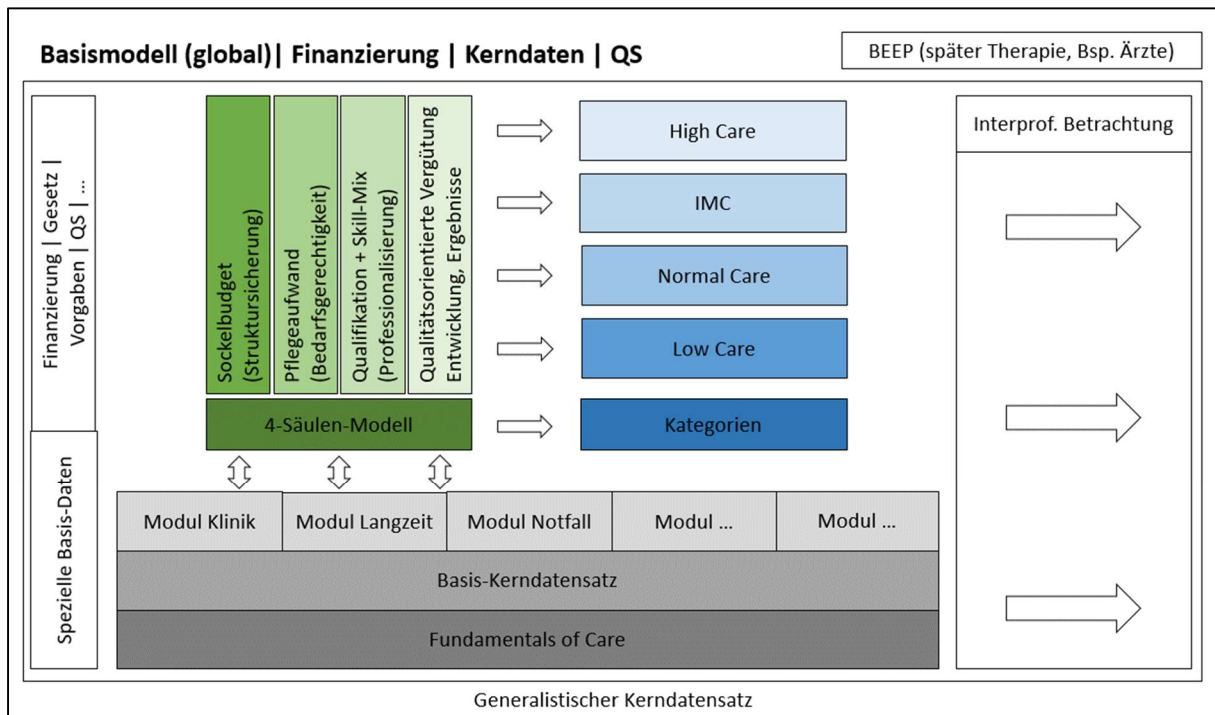 Basismodell (global)| Finanzierung | Kerndaten | QS
BEEP (später Therapie, Bsp. Ärzte)
Finanzierung | Gesetz |
Vorgaben | QS | ...
Spezielle Basis-Daten
Sockelbudget
(Struktursicherung)
Pflegeaufwand
(Bedarfsgerechtigkeit)
Qualifikation + Skill-Mix
(Professionalisierung)
Qualitätsorientierte Vergütung
Entwicklung, Ergebnisse
4-Säulen-Modell
High Care
IMC
Normal Care
Low Care
Kategorien
Interprof. Betrachtung
Modul Klinik
Modul Langzeit
Modul Notfall
Modul ...
Modul ...
Basis-Kerndatensatz
Fundamentals of Care
Generalistischer Kerndatensatz